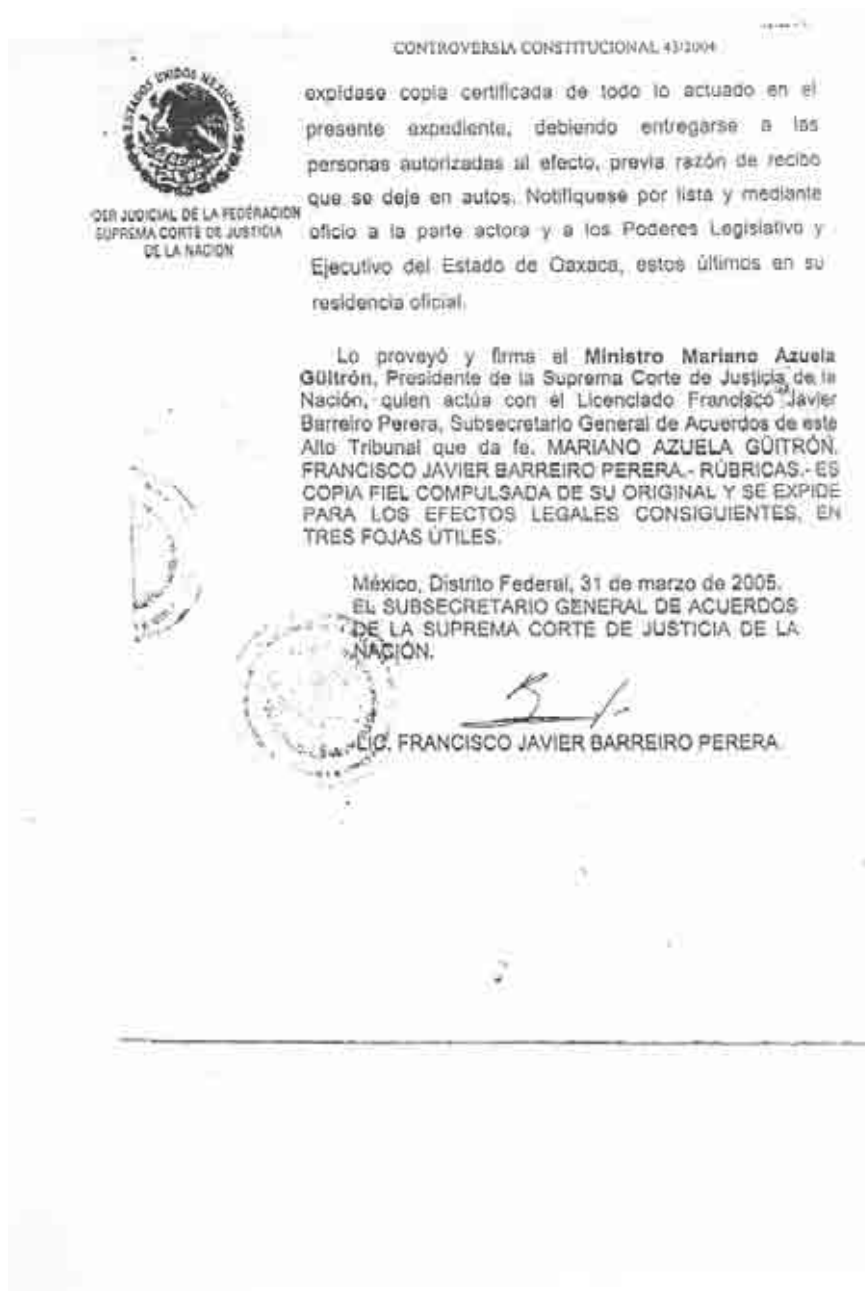 CONTROVERSIA CONSTITUCIONAL 43/2004
ESTADOS UNIDOS MEXICANOS
DER JUDICIAL DE LA FEDERACION
SUPREMA CORTE DE JUSTICIA
DE LA NACION
expídase copia certificada de todo lo actuado en el
presente expediente, debiendo entregarse a las
personas autorizadas al efecto, previa razón de recibo
que se deje en autos. Notifíquese por lista y mediante
oficio a la parte actora y a los Poderes Legislativo y
Ejecutivo del Estado de Oaxaca, estos últimos en su
residencia oficial.
Lo proveyó y firma el Ministro Mariano Azuela
Güitrón, Presidente de la Suprema Corte de Justicia de la
Nación, quien actúa con el Licenciado Francisco Javier
Barreiro Perera, Subsecretario General de Acuerdos de este
Alto Tribunal que da fe. MARIANO AZUELA GÜITRÓN.
FRANCISCO JAVIER BARREIRO PERERA.- RÚBRICAS.- ES
COPIA FIEL COMPULSADA DE SU ORIGINAL Y SE EXPIDE
PARA LOS EFECTOS LEGALES CONSIGUIENTES, EN
TRES FOJAS ÚTILES.
México, Distrito Federal, 31 de marzo de 2005.
EL SUBSECRETARIO GENERAL DE ACUERDOS
DE LA SUPREMA CORTE DE JUSTICIA DE LA
NACIÓN.
LIC. FRANCISCO JAVIER BARREIRO PERERA.